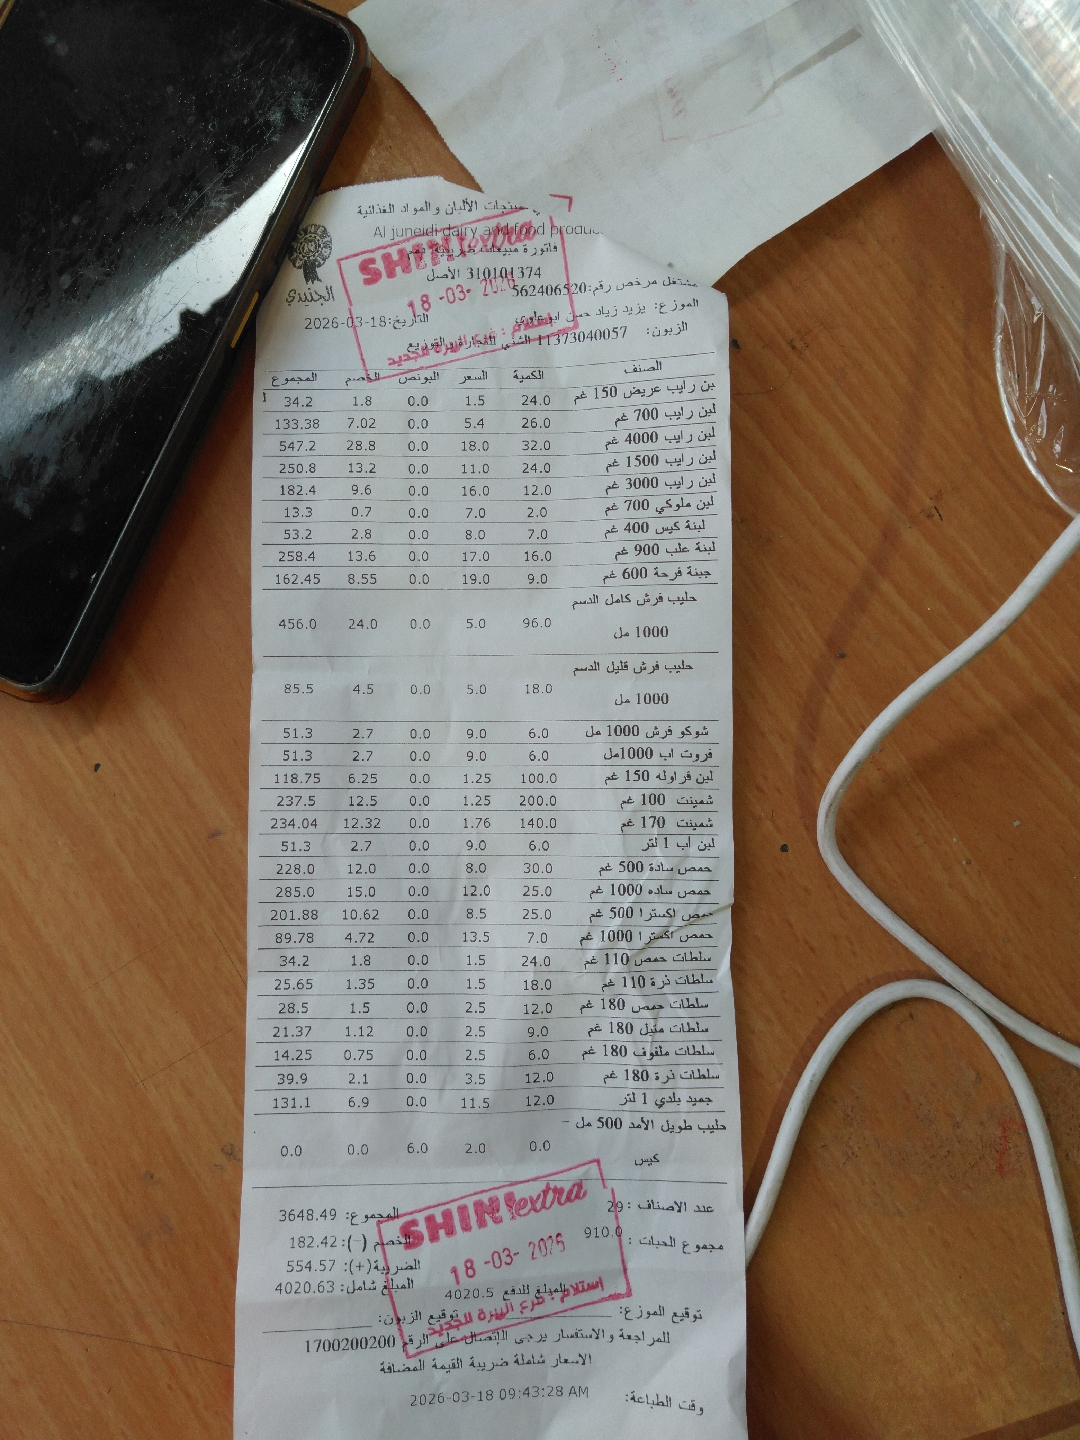 منتجات الألبان والمواد الغذائية
Al juneidi dairy and food produc
فاتورة مبيعات ضريبية
310101374 الأصل
الجنيدي
SHINI extra
18-03-2026
استلام : فرع البيرة الجديد
مشتغل مرخص رقم:562406520
الموزع: يزيد زياد حسن ابو علوي
التاريخ:18-03-2026
الزبون: 11373040057 الشني للتجارة والتوزيع
الصنف الكمية السعر البونص الخصم المجموع
بن رايب عريض 150 غم 24.0 1.5 0.0 1.8 34.2
لبن رايب 700 غم 26.0 5.4 0.0 7.02 133.38
لبن رايب 4000 غم 32.0 18.0 0.0 28.8 547.2
لبن رايب 1500 غم 24.0 11.0 0.0 13.2 250.8
لبن رايب 3000 غم 12.0 16.0 0.0 9.6 182.4
لبن ملوكي 700 غم 2.0 7.0 0.0 0.7 13.3
لبنة كيس 400 غم 7.0 8.0 0.0 2.8 53.2
لبنة علب 900 غم 16.0 17.0 0.0 13.6 258.4
جبنة فرحة 600 غم 9.0 19.0 0.0 8.55 162.45
حليب فرش كامل الدسم
1000 مل 96.0 5.0 0.0 24.0 456.0
حليب فرش قليل الدسم
1000 مل 18.0 5.0 0.0 4.5 85.5
شوكو فرش 1000 مل 6.0 9.0 0.0 2.7 51.3
فروت اب 1000مل 6.0 9.0 0.0 2.7 51.3
لبن فراوله 150 غم 100.0 1.25 0.0 6.25 118.75
شمينت 100 غم 200.0 1.25 0.0 12.5 237.5
شمينت 170 غم 140.0 1.76 0.0 12.32 234.04
لبن اب 1 لتر 6.0 9.0 0.0 2.7 51.3
حمص سادة 500 غم 30.0 8.0 0.0 12.0 228.0
حمص ساده 1000 غم 25.0 12.0 0.0 15.0 285.0
حمص اكسترا 500 غم 25.0 8.5 0.0 10.62 201.88
حمص اكسترا 1000 غم 7.0 13.5 0.0 4.72 89.78
سلطات حمص 110 غم 24.0 1.5 0.0 1.8 34.2
سلطات ذرة 110 غم 18.0 1.5 0.0 1.35 25.65
سلطات حمص 180 غم 12.0 2.5 0.0 1.5 28.5
سلطات متبل 180 غم 9.0 2.5 0.0 1.12 21.37
سلطات ملفوف 180 غم 6.0 2.5 0.0 0.75 14.25
سلطات ذرة 180 غم 12.0 3.5 0.0 2.1 39.9
جميد بلدي 1 لتر 12.0 11.5 0.0 6.9 131.1
حليب طويل الأمد 500 مل -
كيس 0.0 2.0 6.0 0.0 0.0
عدد الاصناف : 29
المجموع: 3648.49
مجموع الحبات : 910.0
الخصم (-): 182.42
الضريبة(+): 554.57
المبلغ شامل: 4020.63
المبلغ للدفع 4020.5
SHINI extra
18-03-2026
استلام : فرع البيرة الجديد
توقيع الموزع: توقيع الزبون:
للمراجعة والاستفسار يرجى الإتصال على الرقم 1700200200
الاسعار شاملة ضريبة القيمة المضافة
وقت الطباعة: 2026-03-18 09:43:28 AM